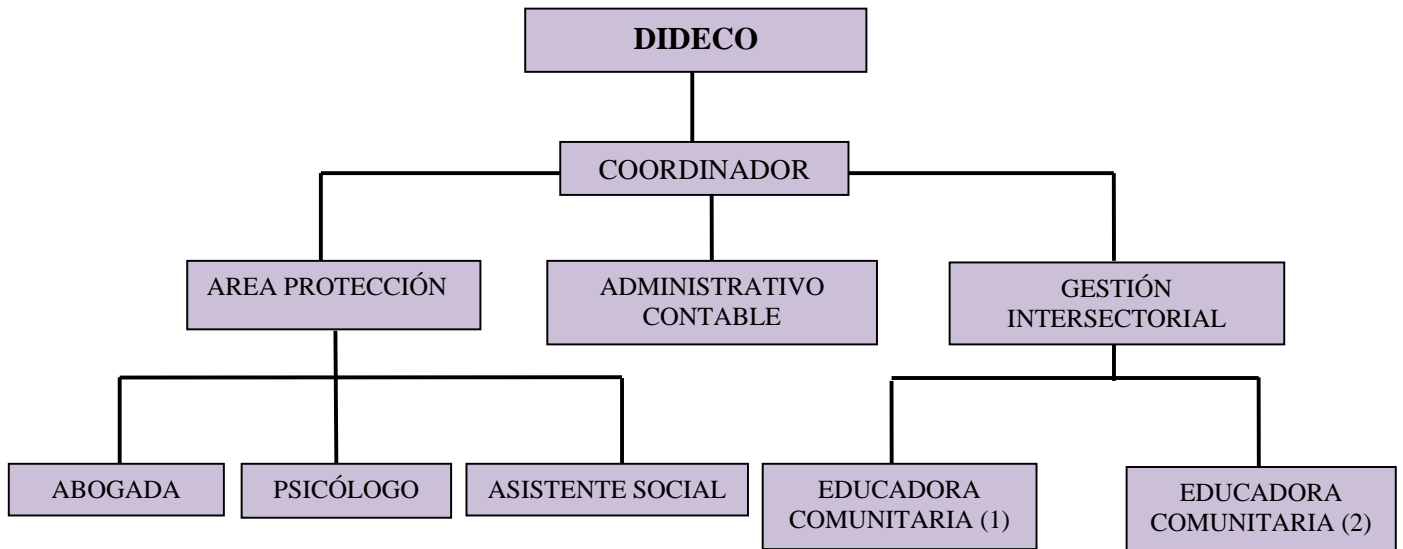 DIDECO
COORDINADOR
AREA PROTECCIÓN
ADMINISTRATIVO
CONTABLE
GESTIÓN
INTERSECTORIAL
ABOGADA
PSICÓLOGO
ASISTENTE SOCIAL
EDUCADORA
COMUNITARIA (1)
EDUCADORA
COMUNITARIA (2)